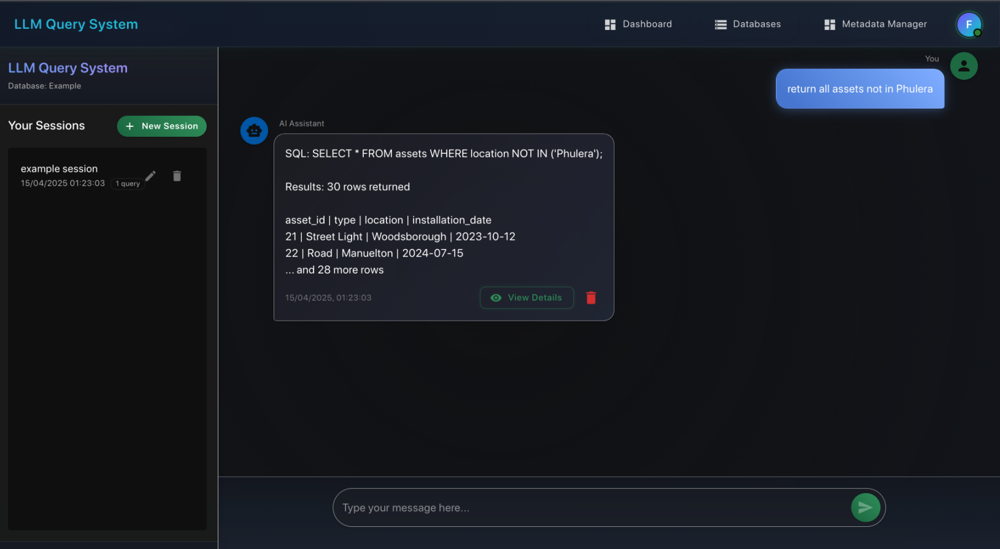 LLM Query System
Dashboard
Databases
Metadata Manager
F
LLM Query System
Database: Example
Your Sessions
+ New Session
example session
15/04/2025 01:23:03
1 query
You
return all assets not in Phulera
AI Assistant
SQL: SELECT * FROM assets WHERE location NOT IN ('Phulera');
Results: 30 rows returned
asset_id | type | location | installation_date
21 | Street Light | Woodsborough | 2023-10-12
22 | Road | Manuelton | 2024-07-15
... and 28 more rows
15/04/2025, 01:23:03
View Details
Type your message here...